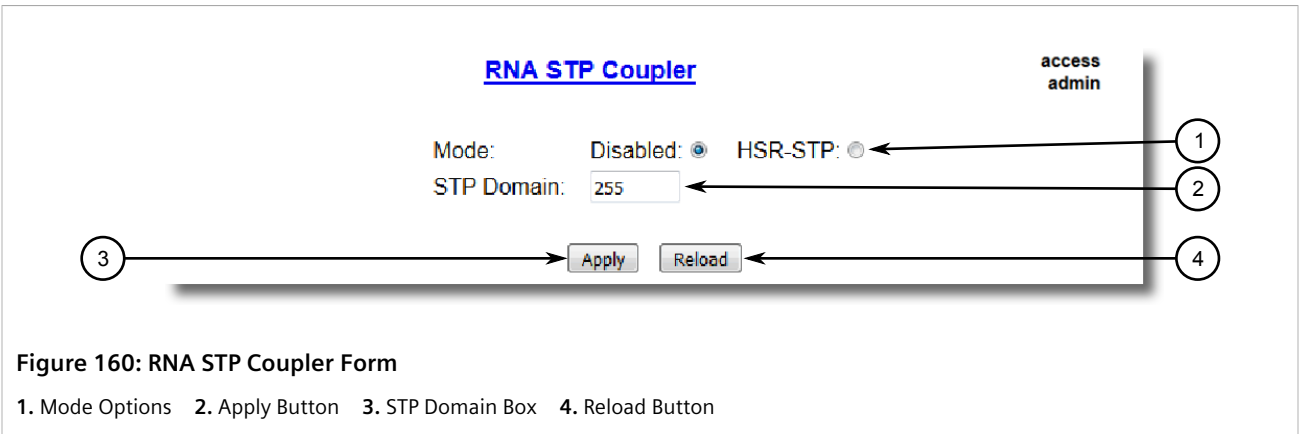 RNA STP Coupler
access
admin
Mode: Disabled: HSR-STP:
1
STP Domain: 255
2
3
Apply Reload
4
Figure 160: RNA STP Coupler Form
1. Mode Options 2. Apply Button 3. STP Domain Box 4. Reload Button